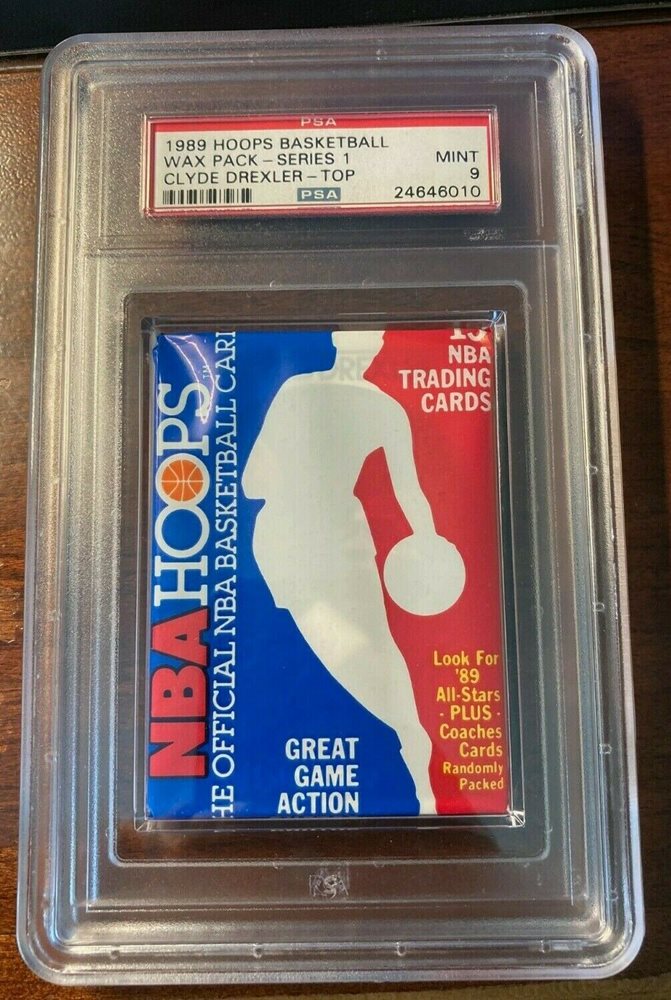 PSA
1989 HOOPS BASKETBALL
WAX PACK - SERIES 1 MINT
CLYDE DREXLER - TOP 9
PSA 24646010
15
NBA
TRADING
CARDS
NBA HOOPS™
THE OFFICIAL NBA BASKETBALL CARD
Look For
'89
All-Stars
- PLUS -
Coaches
Cards
Randomly
Packed
GREAT
GAME
ACTION
PSA